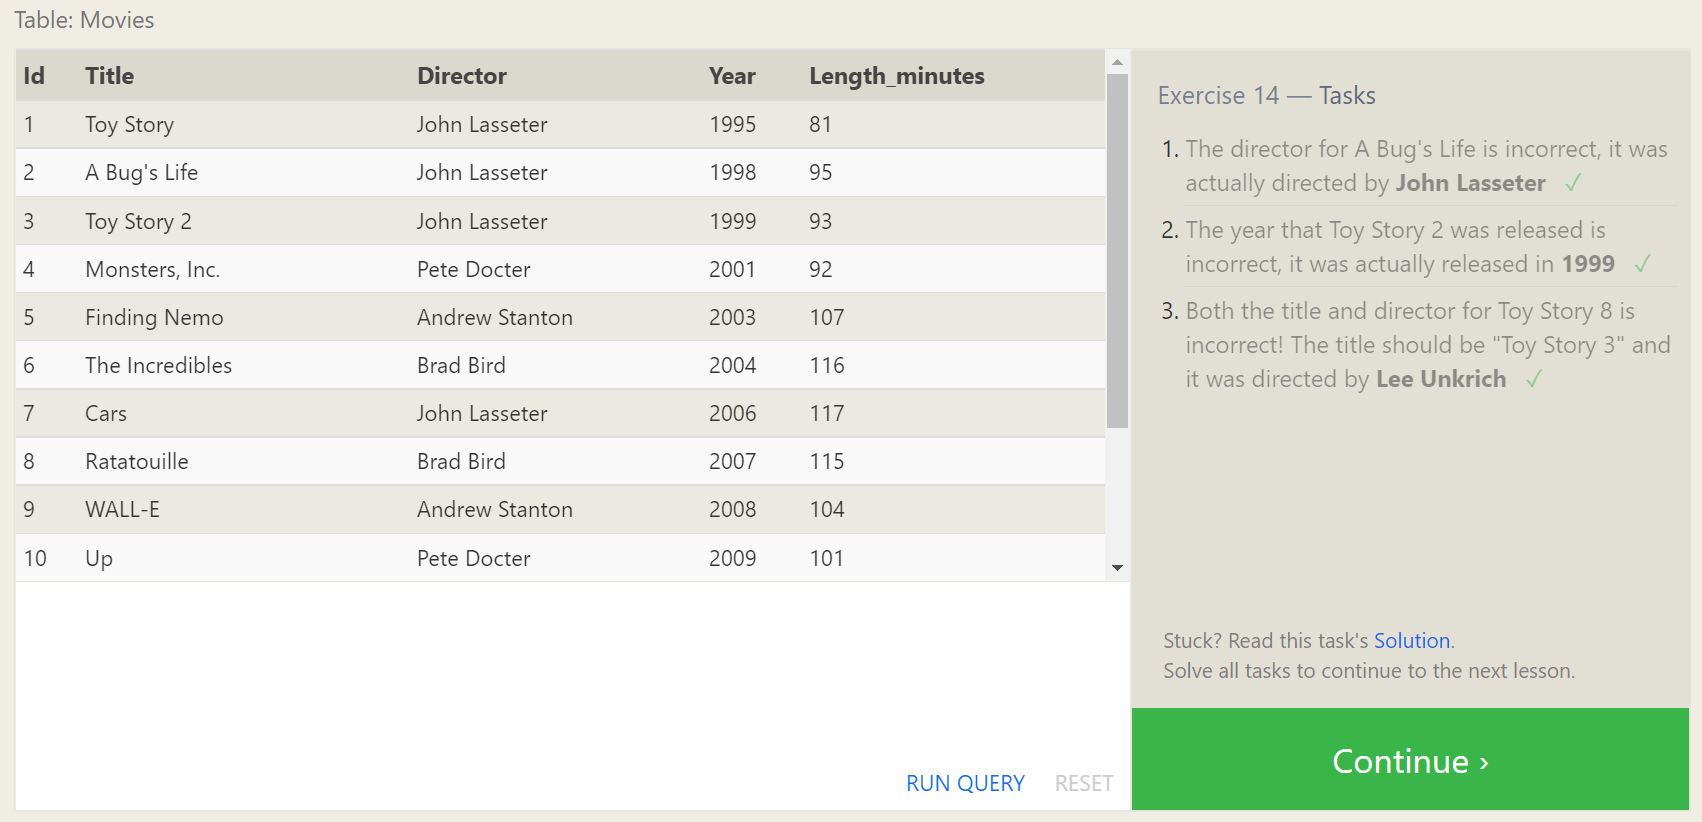 Table: Movies
Id Title Director Year Length_minutes
1 Toy Story John Lasseter 1995 81
2 A Bug's Life John Lasseter 1998 95
3 Toy Story 2 John Lasseter 1999 93
4 Monsters, Inc. Pete Docter 2001 92
5 Finding Nemo Andrew Stanton 2003 107
6 The Incredibles Brad Bird 2004 116
7 Cars John Lasseter 2006 117
8 Ratatouille Brad Bird 2007 115
9 WALL-E Andrew Stanton 2008 104
10 Up Pete Docter 2009 101
RUN QUERY RESET
Exercise 14 — Tasks
1. The director for A Bug's Life is incorrect, it was
actually directed by John Lasseter ✓
2. The year that Toy Story 2 was released is
incorrect, it was actually released in 1999 ✓
3. Both the title and director for Toy Story 8 is
incorrect! The title should be "Toy Story 3" and
it was directed by Lee Unkrich ✓
Stuck? Read this task's Solution.
Solve all tasks to continue to the next lesson.
Continue ›